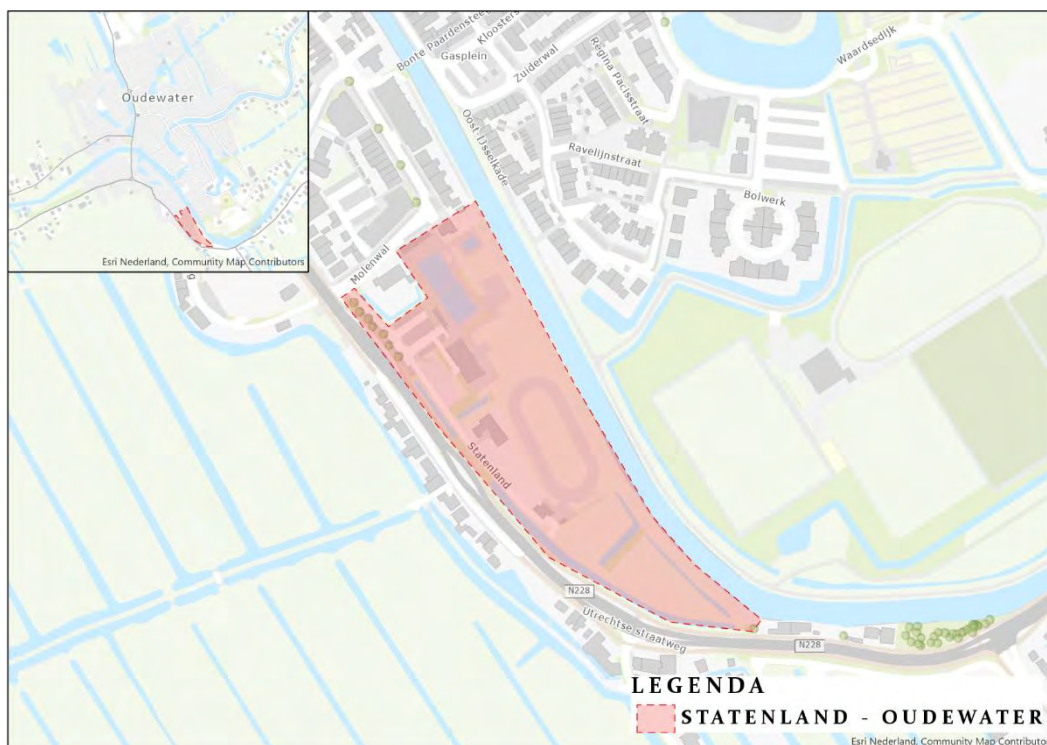 Oudewater
Esri Nederland, Community Map Contributors
Bonte Paardensteeg
Kloosters
Gasplein
Zuiderwal
Regina Pacisstraat
Waardsedijk
Oost-IJsselkade
Ravelijnstraat
Bolwerk
Molenwal
Statenland
N228
Utrechtse straatweg
N228
LEGENDA
STATENLAND - OUDEWATER
Esri Nederland, Community Map Contributor